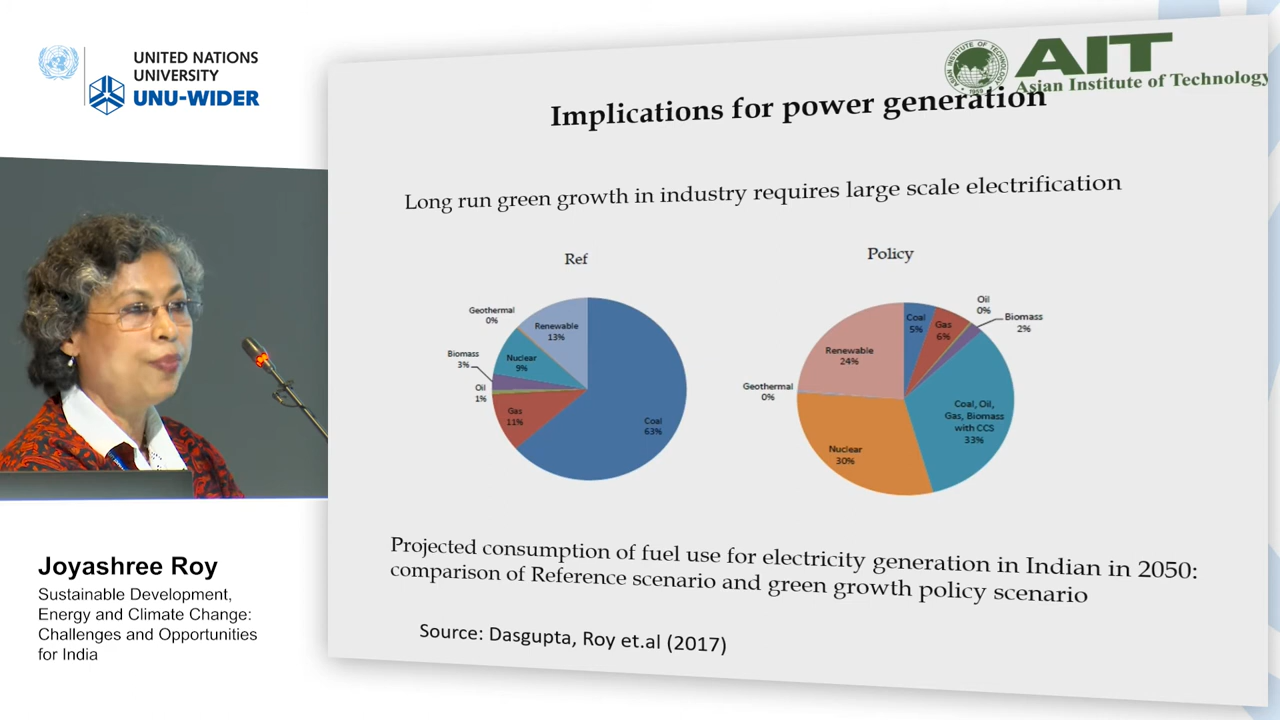 UNITED NATIONS
UNIVERSITY
UNU-WIDER
ASIAN INSTITUTE OF TECHNOLOGY
1959
AIT
Asian Institute of Technology
Implications for power generation
Long run green growth in industry requires large scale electrification
Ref
Geothermal
0%
Renewable
13%
Biomass
3%
Nuclear
9%
Oil
1%
Gas
11%
Coal
63%
Policy
Oil
0%
Coal
5%
Gas
6%
Biomass
2%
Renewable
24%
Geothermal
0%
Coal, Oil,
Gas, Biomass
with CCS
33%
Nuclear
30%
Projected consumption of fuel use for electricity generation in Indian in 2050:
comparison of Reference scenario and green growth policy scenario
Source: Dasgupta, Roy et.al (2017)
Joyashree Roy
Sustainable Development,
Energy and Climate Change:
Challenges and Opportunities
for India